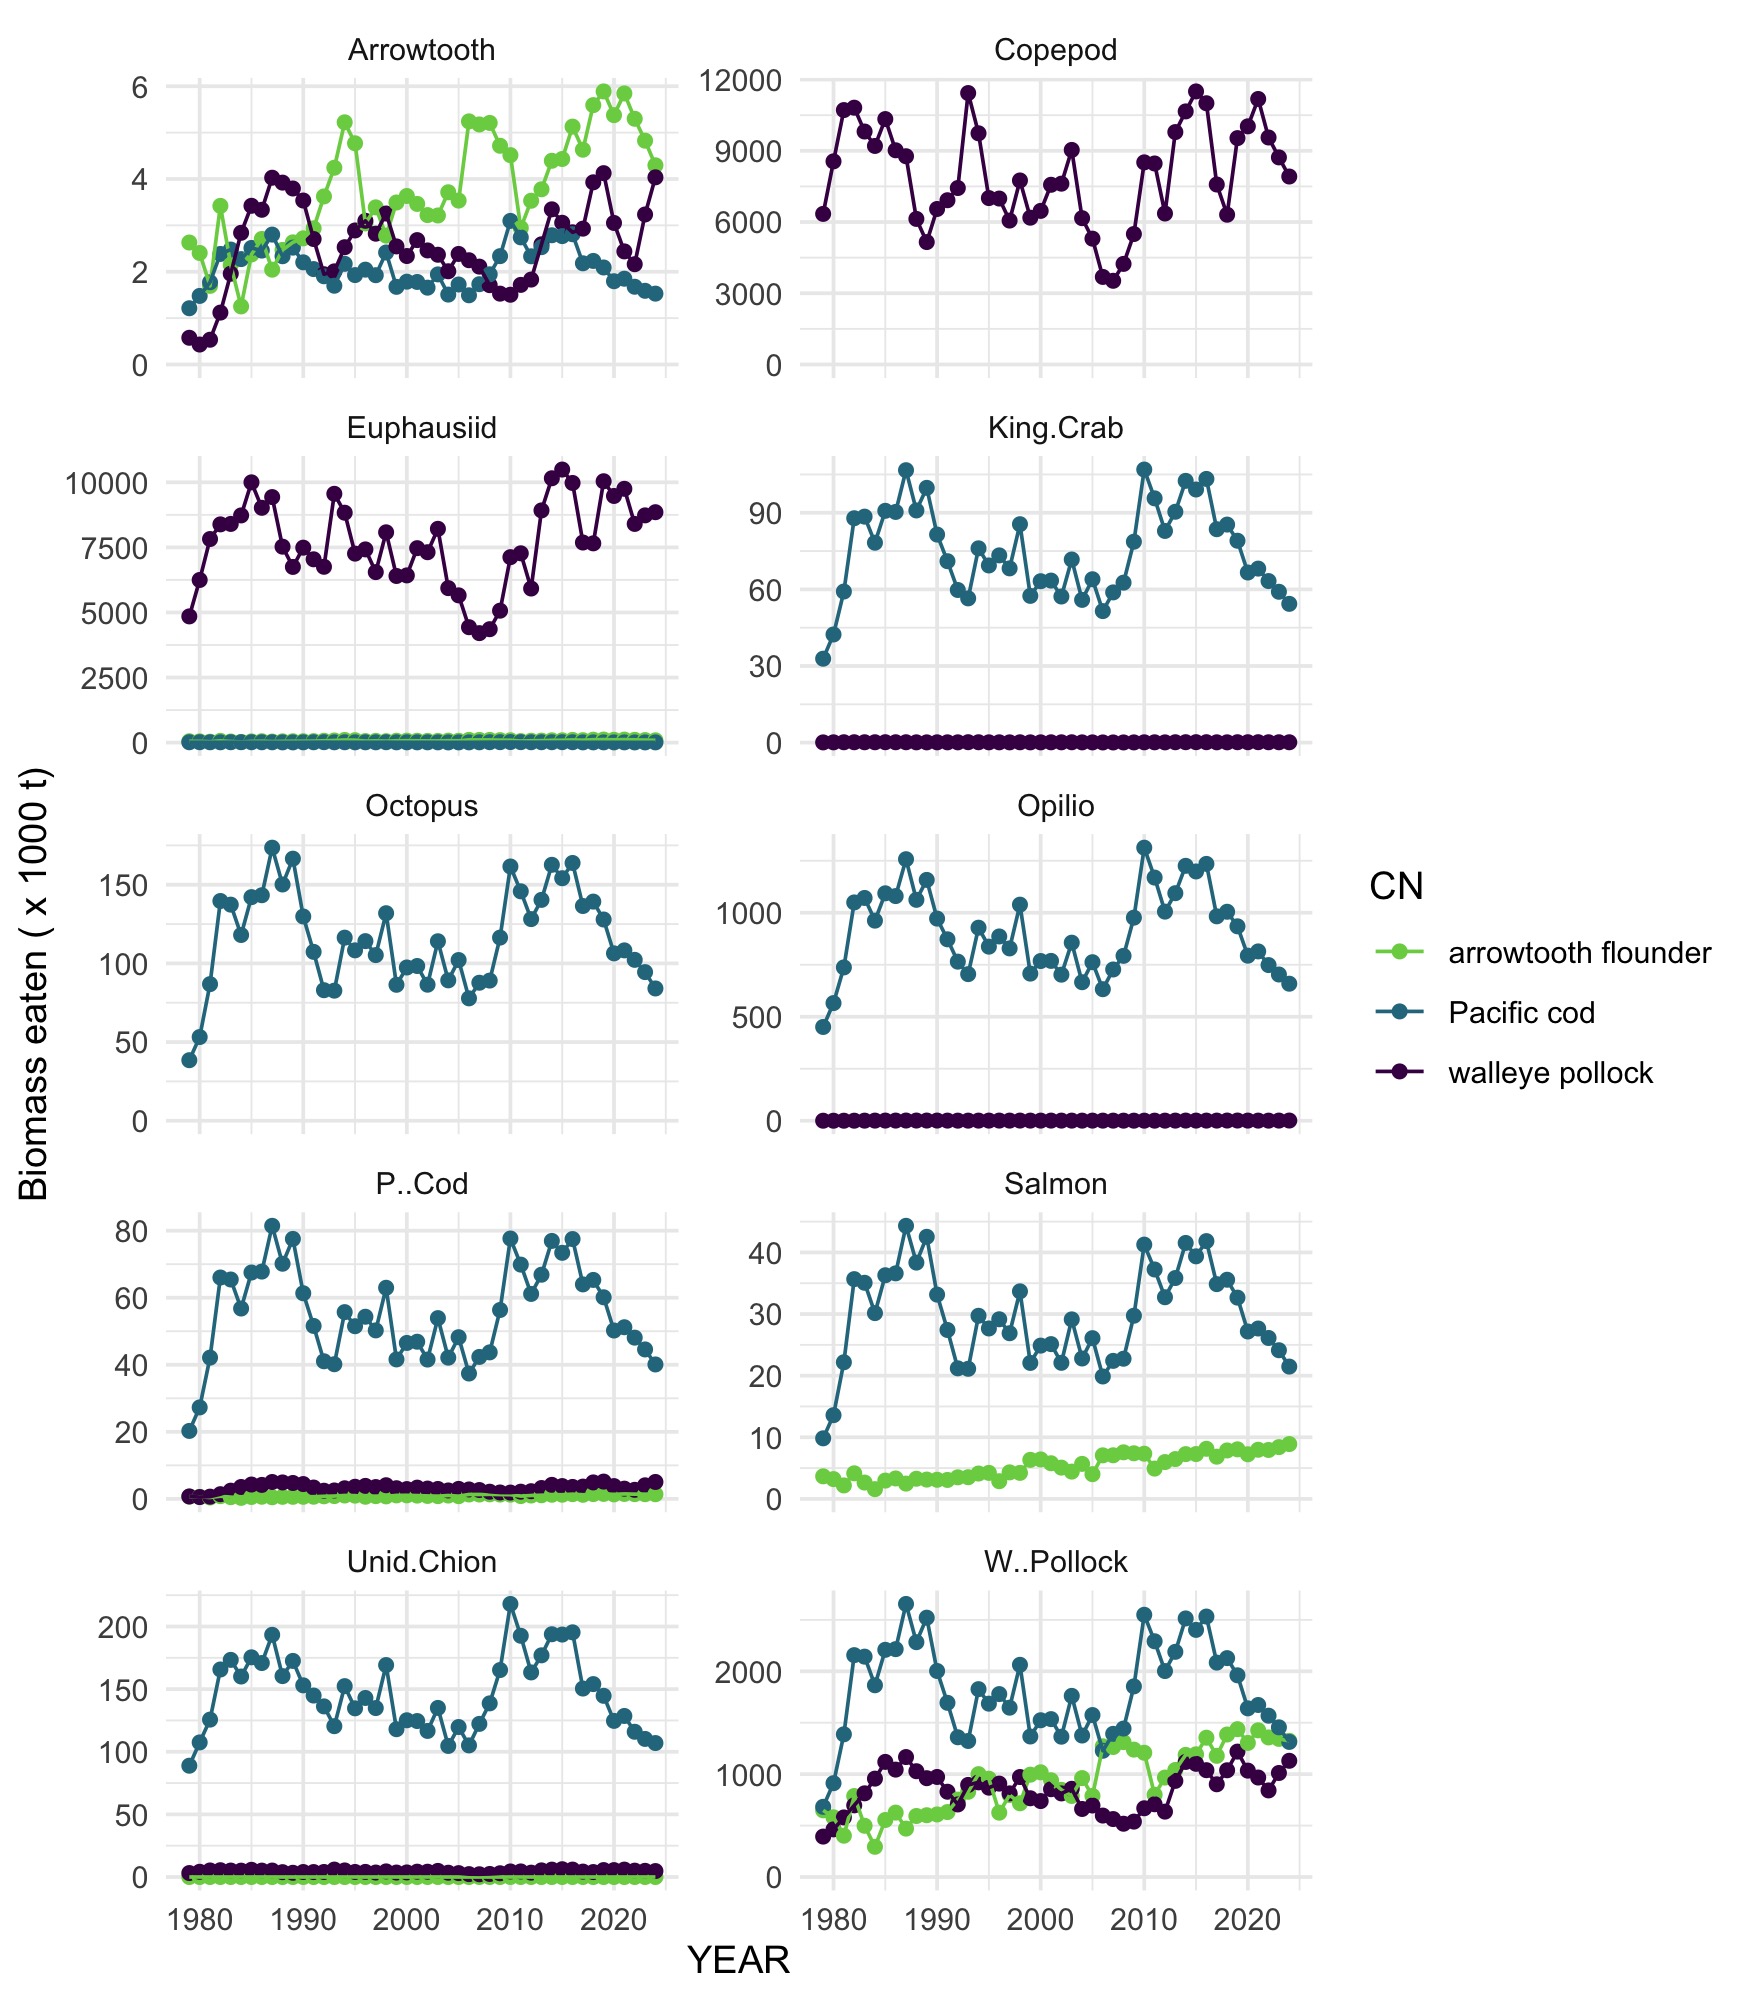 Arrowtooth
Copepod
6
4
2
0
12000
9000
6000
3000
0
Euphausiid
King.Crab
10000
7500
5000
2500
0
90
60
30
0
Octopus
Opilio
150
100
50
0
1000
500
0
P..Cod
Salmon
80
60
40
20
0
40
30
20
10
0
Unid.Chion
W..Pollock
200
150
100
50
0
2000
1000
0
1980 1990 2000 2010 2020
1980 1990 2000 2010 2020
YEAR
Biomass eaten ( x 1000 t)
CN
arrowtooth flounder
Pacific cod
walleye pollock